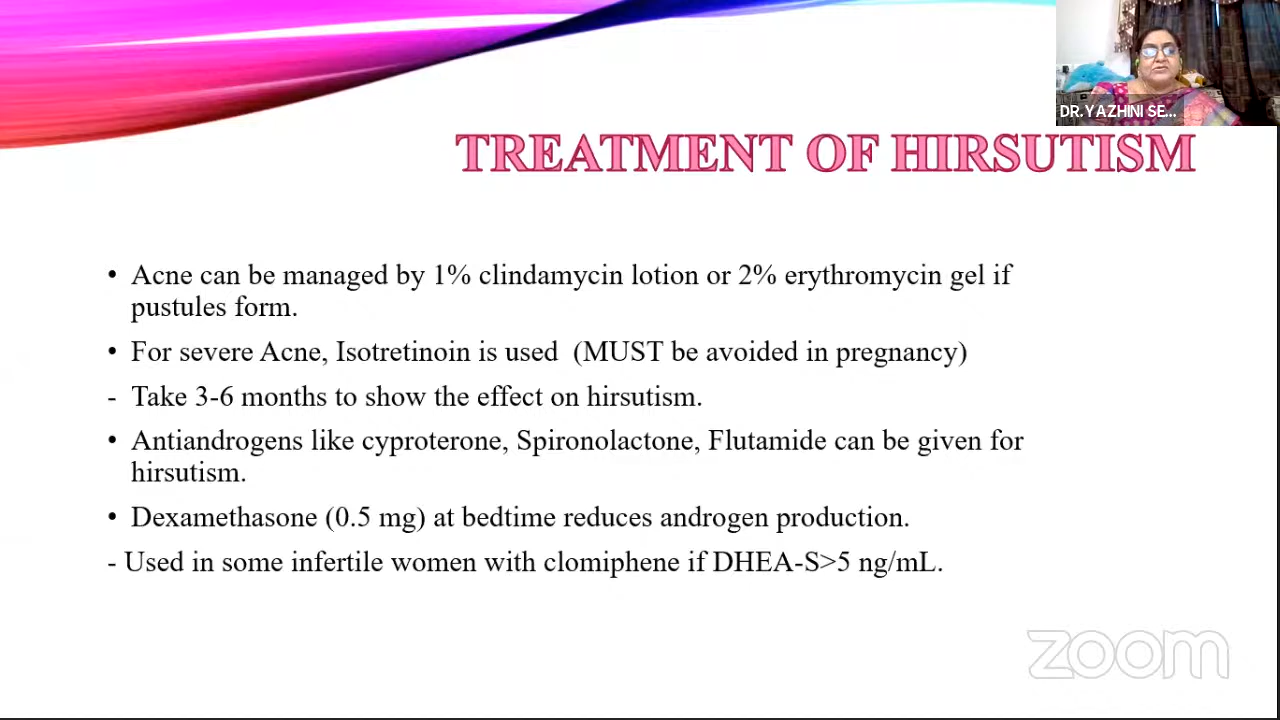 DR.YAZHINI SE...
TREATMENT OF HIRSUTISM
• Acne can be managed by 1% clindamycin lotion or 2% erythromycin gel if
pustules form.
• For severe Acne, Isotretinoin is used (MUST be avoided in pregnancy)
- Take 3-6 months to show the effect on hirsutism.
• Antiandrogens like cyproterone, Spironolactone, Flutamide can be given for
hirsutism.
• Dexamethasone (0.5 mg) at bedtime reduces androgen production.
- Used in some infertile women with clomiphene if DHEA-S>5 ng/mL.
zoom